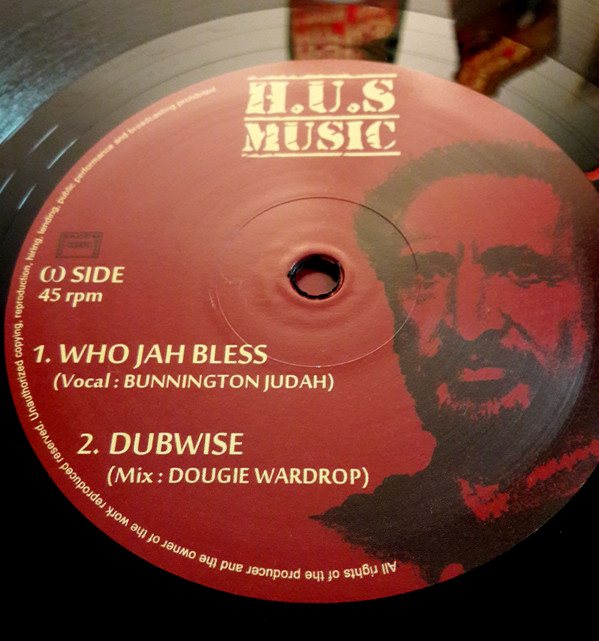 H.U.S
MUSIC
ω SIDE
45 rpm
1. WHO JAH BLESS
(Vocal : BUNNINGTON JUDAH)
2. DUBWISE
(Mix : DOUGIE WARDROP)
All rights of the producer and the owner of the work reproduced reserved. Unauthorized copying, reproduction, hiring, lending, public performance and broadcasting prohibited